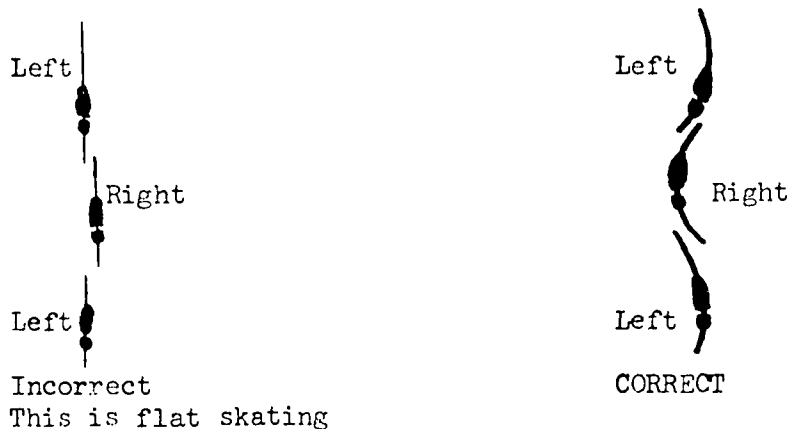 Left
Right
Left
Incorrect
This is flat skating
Left
Right
Left
CORRECT